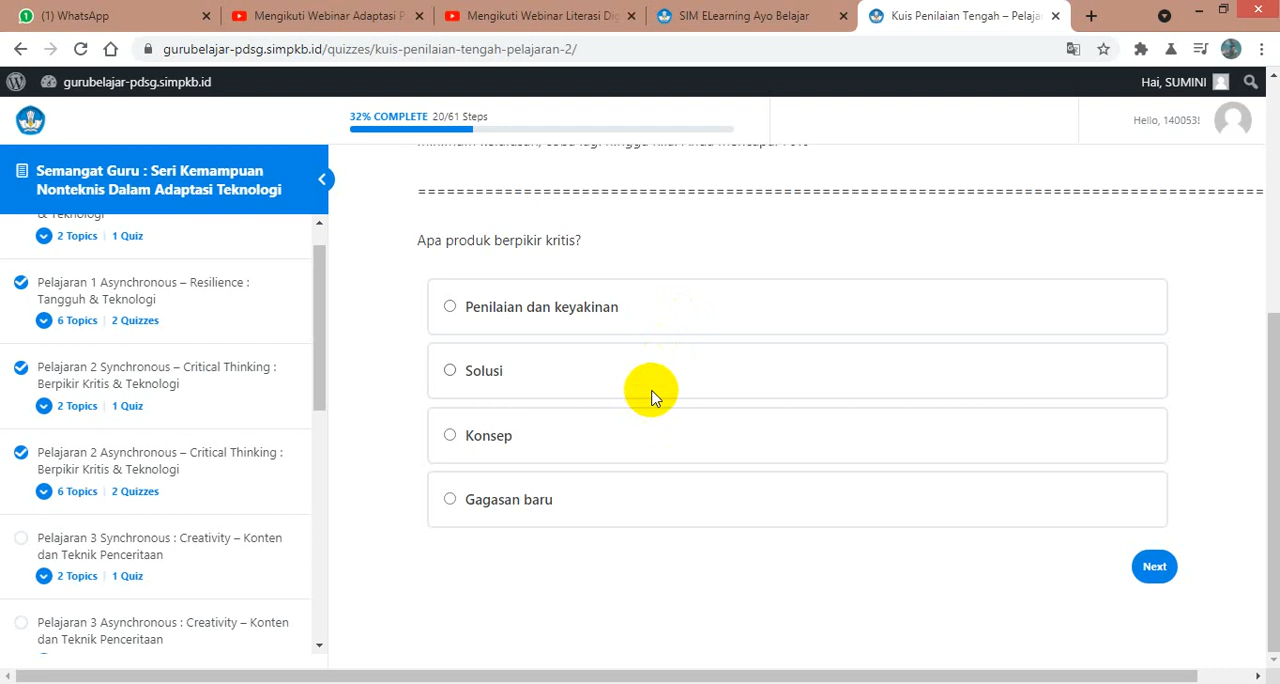 WhatsApp
Mengikuti Webinar Adaptasi P
Mengikuti Webinar Literasi Dig
SIM ELearning Ayo Belajar
Kuis Penilaian Tengah – Pelaja
gurubelajar-pdsg.simpkb.id/quizzes/kuis-penilaian-tengah-pelajaran-2/
gurubelajar-pdsg.simpkb.id
Hai, SUMINI
32% COMPLETE 20/61 Steps
Hello, 140053!
Semangat Guru : Seri Kemampuan
Nonteknis Dalam Adaptasi Teknologi
& Teknologi
2 Topics | 1 Quiz
Pelajaran 1 Asynchronous – Resilience :
Tangguh & Teknologi
6 Topics | 2 Quizzes
Pelajaran 2 Synchronous – Critical Thinking :
Berpikir Kritis & Teknologi
2 Topics | 1 Quiz
Pelajaran 2 Asynchronous – Critical Thinking :
Berpikir Kritis & Teknologi
6 Topics | 2 Quizzes
Pelajaran 3 Synchronous : Creativity – Konten
dan Teknik Penceritaan
2 Topics | 1 Quiz
Pelajaran 3 Asynchronous : Creativity – Konten
dan Teknik Penceritaan
Apa produk berpikir kritis?
Penilaian dan keyakinan
Solusi
Konsep
Gagasan baru
Next